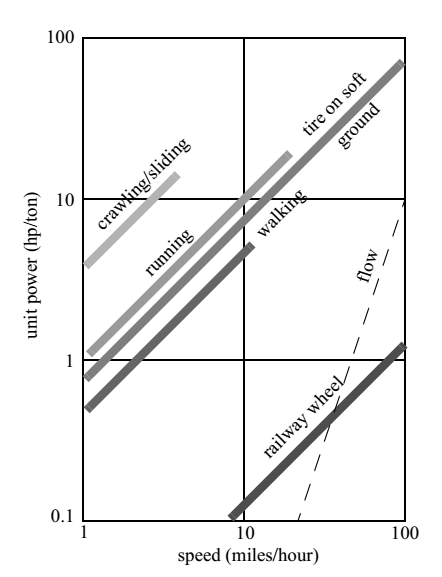 100
10
1
0.1
unit power (hp/ton)
crawling/sliding
running
tire on soft
ground
walking
flow
railway wheel
1
10
100
speed (miles/hour)